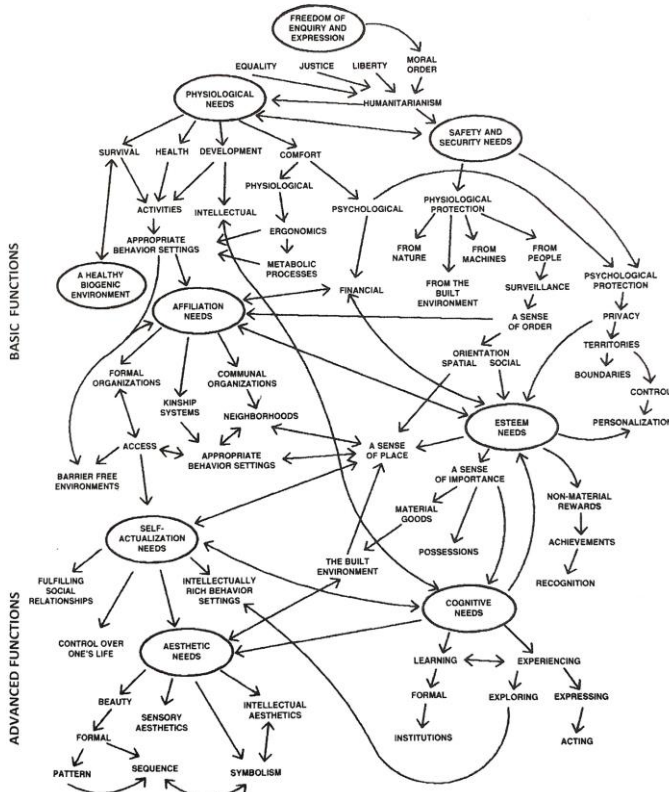 FREEDOM OF
ENQUIRY AND
EXPRESSION
EQUALITY
JUSTICE
LIBERTY
MORAL
ORDER
PHYSIOLOGICAL
NEEDS
HUMANITARIANISM
SAFETY AND
SECURITY NEEDS
SURVIVAL
HEALTH
DEVELOPMENT
COMFORT
PHYSIOLOGICAL
PHYSIOLOGICAL
PROTECTION
ACTIVITIES
INTELLECTUAL
PSYCHOLOGICAL
ERGONOMICS
APPROPRIATE
BEHAVIOR SETTINGS
FROM
NATURE
FROM
MACHINES
FROM
PEOPLE
METABOLIC
PROCESSES
A HEALTHY
BIOGENIC
ENVIRONMENT
FINANCIAL
FROM THE
BUILT
ENVIRONMENT
SURVEILLANCE
PSYCHOLOGICAL
PROTECTION
BASIC FUNCTIONS
AFFILIATION
NEEDS
A SENSE
OF ORDER
PRIVACY
TERRITORIES
ORIENTATION
SPATIAL SOCIAL
BOUNDARIES
FORMAL
ORGANIZATIONS
COMMUNAL
ORGANIZATIONS
CONTROL
KINSHIP
SYSTEMS
NEIGHBORHOODS
PERSONALIZATION
ESTEEM
NEEDS
ACCESS
APPROPRIATE
BEHAVIOR SETTINGS
A SENSE
OF PLACE
BARRIER FREE
ENVIRONMENTS
A SENSE
OF IMPORTANCE
NON-MATERIAL
REWARDS
MATERIAL
GOODS
SELF-
ACTUALIZATION
NEEDS
POSSESSIONS
ACHIEVEMENTS
THE BUILT
ENVIRONMENT
RECOGNITION
FULFILLING
SOCIAL
RELATIONSHIPS
INTELLECTUALLY
RICH BEHAVIOR
SETTINGS
COGNITIVE
NEEDS
ADVANCED FUNCTIONS
CONTROL OVER
ONE'S LIFE
AESTHETIC
NEEDS
LEARNING
EXPERIENCING
BEAUTY
SENSORY
AESTHETICS
INTELLECTUAL
AESTHETICS
FORMAL
EXPLORING
EXPRESSING
FORMAL
INSTITUTIONS
ACTING
PATTERN
SEQUENCE
SYMBOLISM